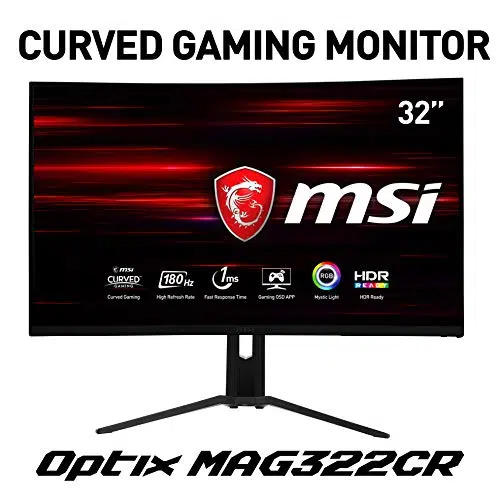 CURVED GAMING MONITOR
32”
msi
msi
CURVED
GAMING
Curved Gaming
180Hz
High Refresh Rate
1ms
Fast Response Time
Gaming OSD APP
RGB
Mystic Light
HDR
READY
HDR Ready
Optix MAG322CR